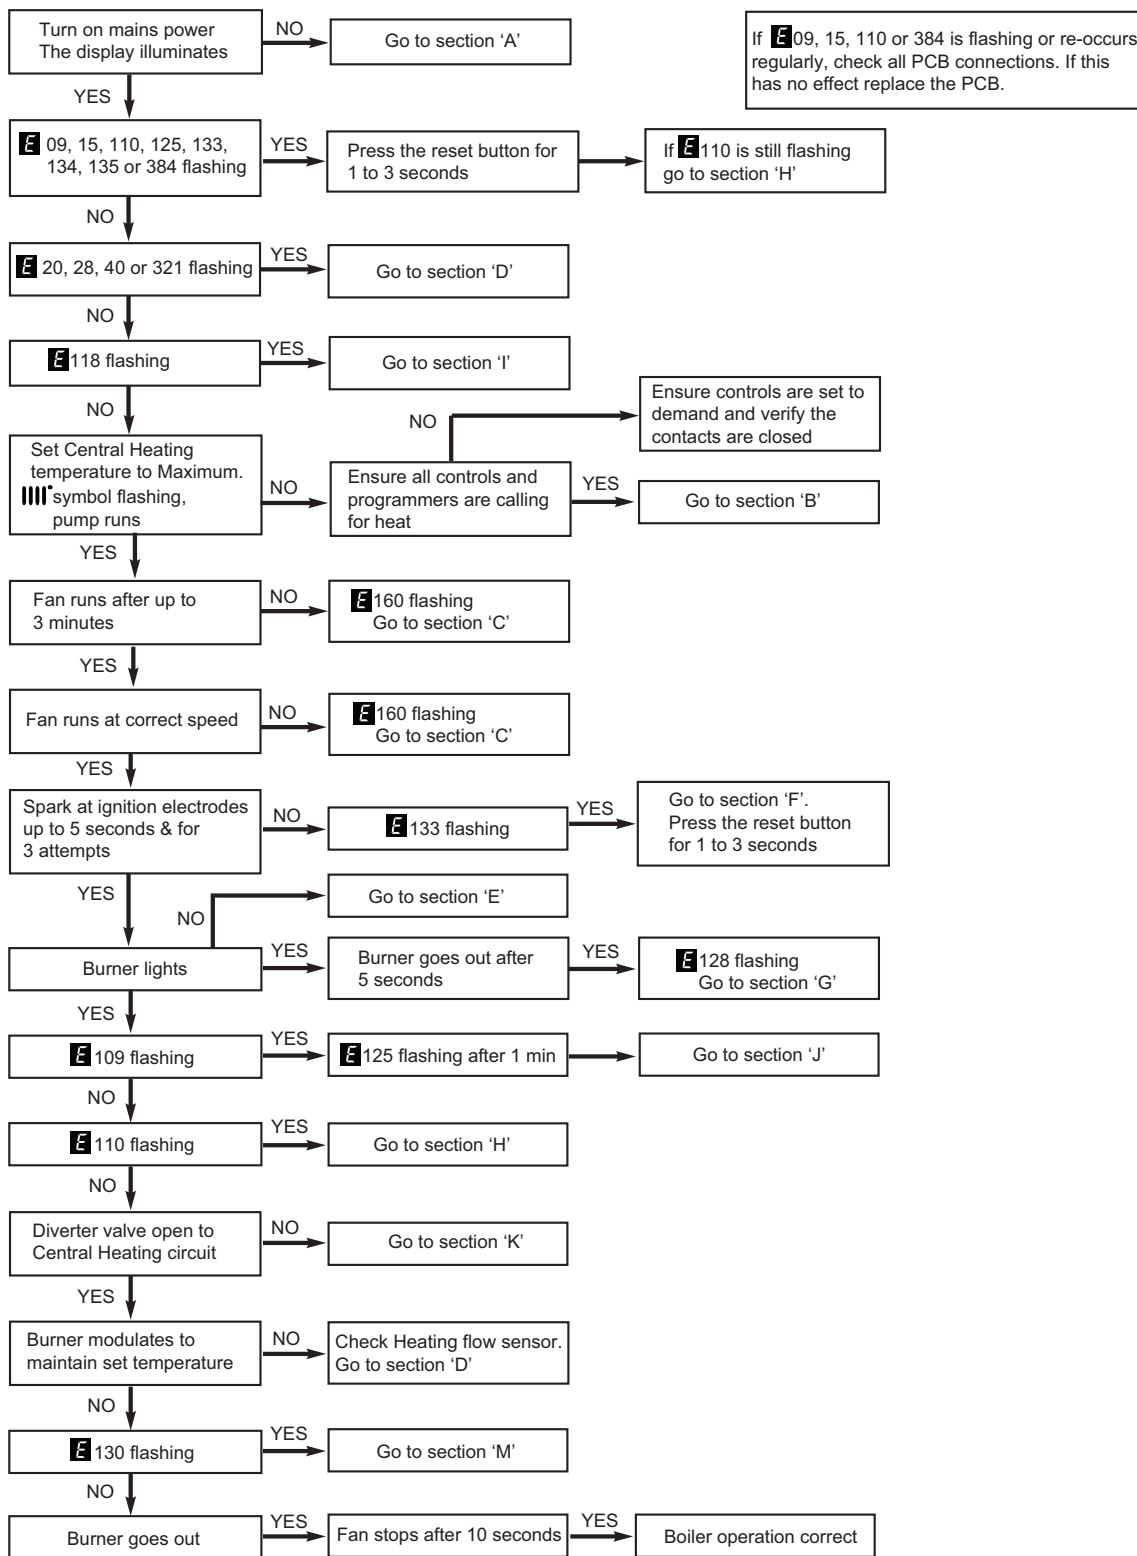 Turn on mains power
The display illuminates
NO
Go to section ‘A’
If E 09, 15, 110 or 384 is flashing or re-occurs
regularly, check all PCB connections. If this
has no effect replace the PCB.
YES
E 09, 15, 110, 125, 133,
134, 135 or 384 flashing
YES
Press the reset button for
1 to 3 seconds
If E 110 is still flashing
go to section ‘H’
NO
E 20, 28, 40 or 321 flashing
YES
Go to section ‘D’
NO
E 118 flashing
YES
Go to section ‘I’
NO
Set Central Heating
temperature to Maximum.
symbol flashing,
pump runs
NO
Ensure all controls and
programmers are calling
for heat
NO
Ensure controls are set to
demand and verify the
contacts are closed
YES
Go to section ‘B’
YES
Fan runs after up to
3 minutes
NO
E 160 flashing
Go to section ‘C’
YES
Fan runs at correct speed
NO
E 160 flashing
Go to section ‘C’
YES
Spark at ignition electrodes
up to 5 seconds & for
3 attempts
NO
E 133 flashing
YES
Go to section ‘F’.
Press the reset button
for 1 to 3 seconds
YES
NO
Go to section ‘E’
Burner lights
YES
Burner goes out after
5 seconds
YES
E 128 flashing
Go to section ‘G’
YES
E 109 flashing
YES
E 125 flashing after 1 min
Go to section ‘J’
NO
E 110 flashing
YES
Go to section ‘H’
NO
Diverter valve open to
Central Heating circuit
NO
Go to section ‘K’
YES
Burner modulates to
maintain set temperature
NO
Check Heating flow sensor.
Go to section ‘D’
NO
E 130 flashing
YES
Go to section ‘M’
NO
Burner goes out
YES
Fan stops after 10 seconds
YES
Boiler operation correct